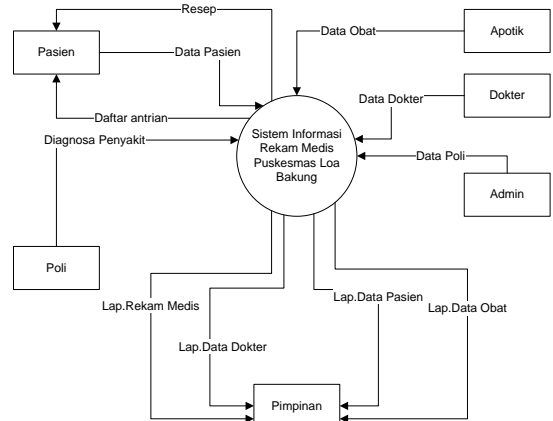 Resep
Pasien
Data Pasien
Daftar antrian
Diagnosa Penyakit
Poli
Data Obat
Apotik
Data Dokter
Dokter
Data Poli
Admin
Sistem Informasi
Rekam Medis
Puskesmas Loa
Bakung
Lap.Rekam Medis
Lap.Data Dokter
Lap.Data Pasien
Lap.Data Obat
Pimpinan